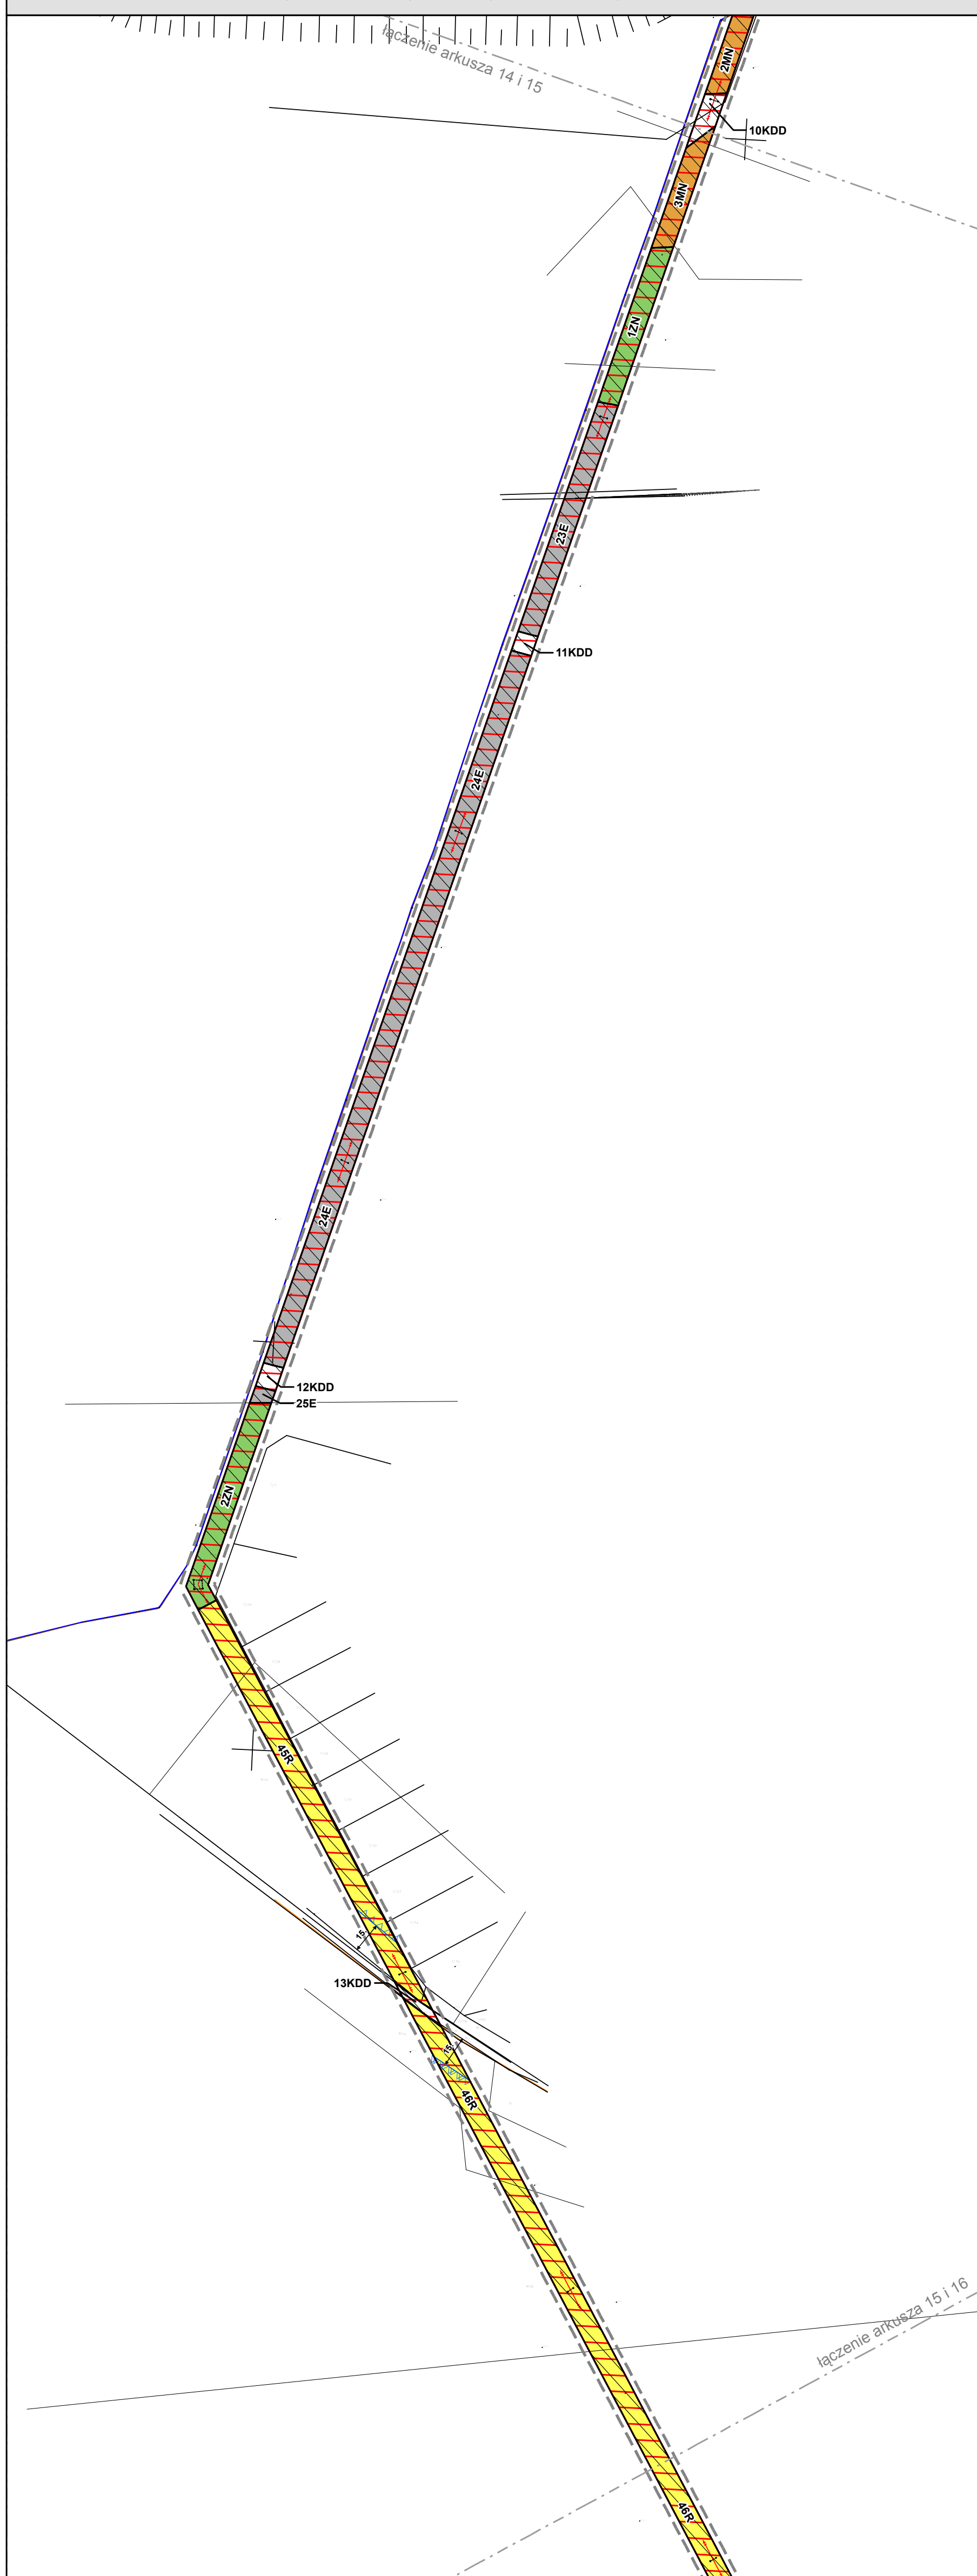 łączenie arkusza 14 i 15
2MN
10KDD
3MN
1ZN
23E
11KDD
24E
24E
12KDD
25E
2ZN
45R
15
13KDD
15
46R
łączenie arkusza 15 i 16
46R